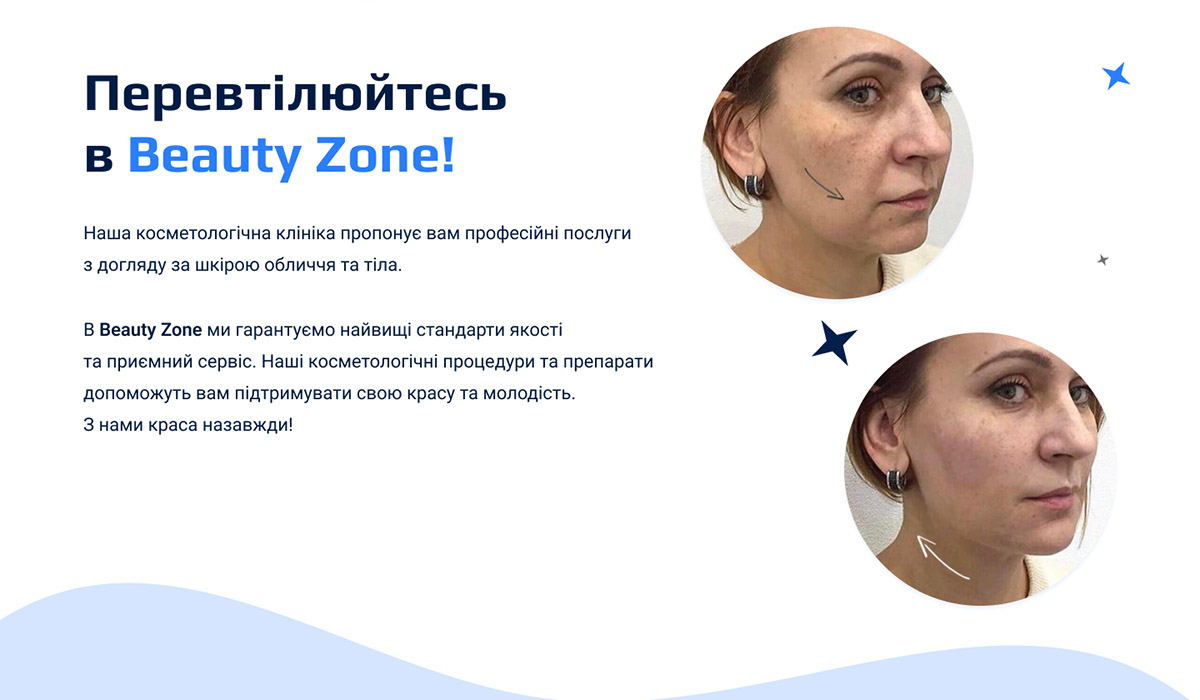 Перевтілюйтесь
в Beauty Zone!
Наша косметологічна клініка пропонує вам професійні послуги
з догляду за шкірою обличчя та тіла.
В Beauty Zone ми гарантуємо найвищі стандарти якості
та приємний сервіс. Наші косметологічні процедури та препарати
допоможуть вам підтримувати свою красу та молодість.
З нами краса назавжди!